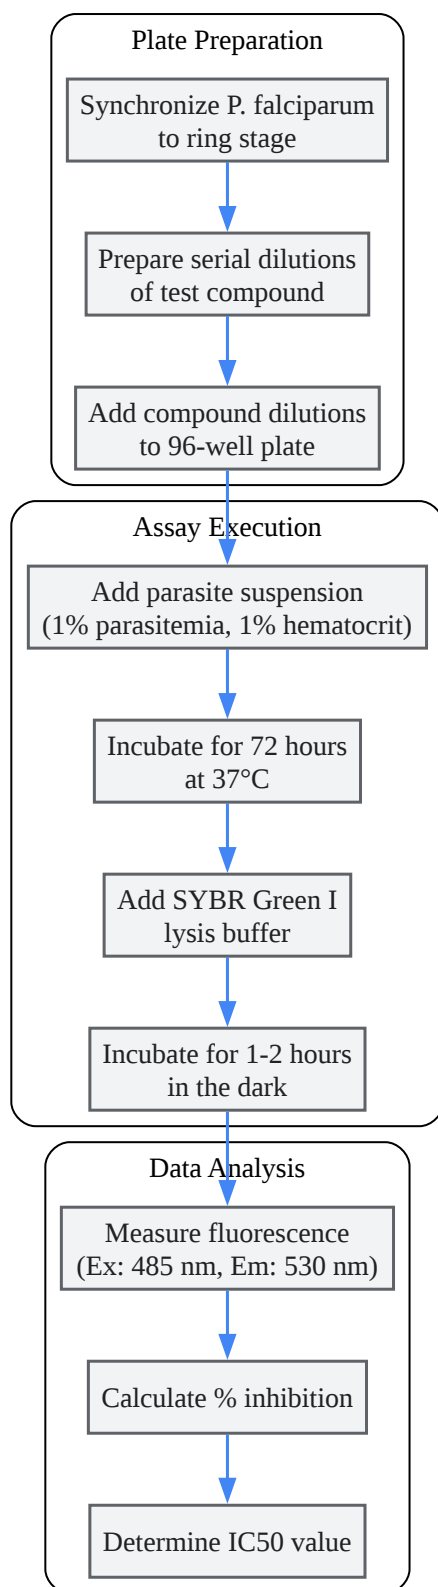 Plate Preparation
Synchronize P. falciparum
to ring stage
Prepare serial dilutions
of test compound
Add compound dilutions
to 96-well plate
Assay Execution
Add parasite suspension
(1% parasitemia, 1% hematocrit)
Incubate for 72 hours
at 37°C
Add SYBR Green I
lysis buffer
Incubate for 1-2 hours
in the dark
Data Analysis
Measure fluorescence
(Ex: 485 nm, Em: 530 nm)
Calculate % inhibition
Determine IC50 value